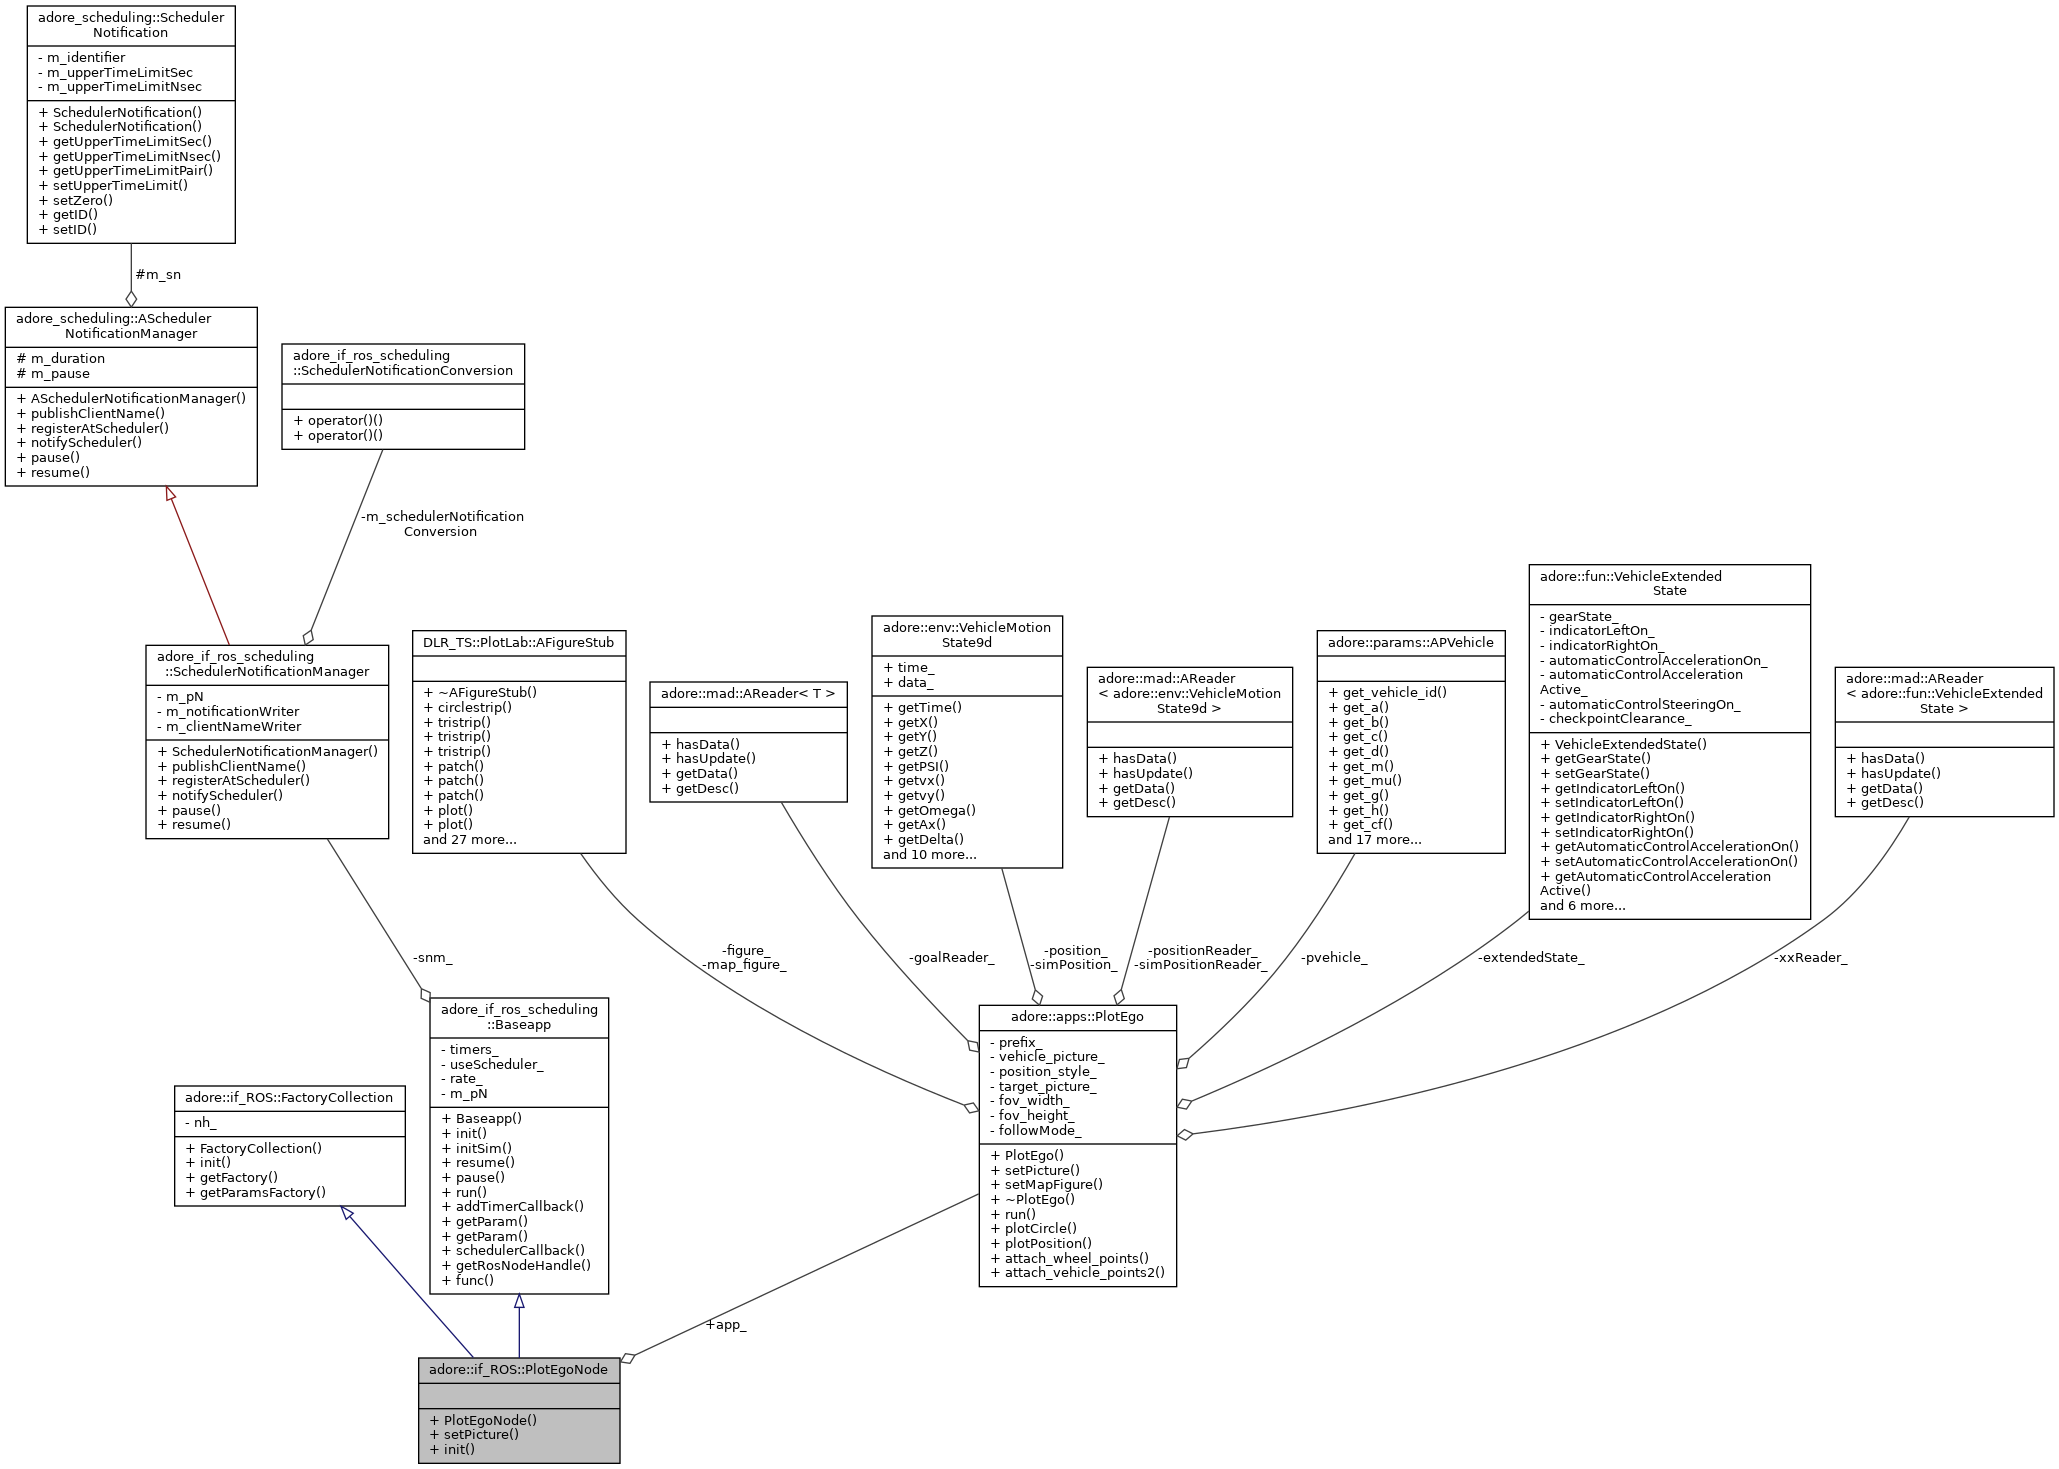 adore_scheduling::Scheduler
Notification
- m_identifier
- m_upperTimeLimitSec
- m_upperTimeLimitNsec
+ SchedulerNotification()
+ SchedulerNotification()
+ getUpperTimeLimitSec()
+ getUpperTimeLimitNsec()
+ getUpperTimeLimitPair()
+ setUpperTimeLimit()
+ setZero()
+ getID()
+ setID()
#m_sn
adore_scheduling::AScheduler
NotificationManager
# m_duration
# m_pause
+ ASchedulerNotificationManager()
+ publishClientName()
+ registerAtScheduler()
+ notifyScheduler()
+ pause()
+ resume()
adore_if_ros_scheduling
::SchedulerNotificationConversion
+ operator()()
+ operator()()
-m_schedulerNotification
Conversion
adore_if_ros_scheduling
::SchedulerNotificationManager
- m_pN
- m_notificationWriter
- m_clientNameWriter
+ SchedulerNotificationManager()
+ publishClientName()
+ registerAtScheduler()
+ notifyScheduler()
+ pause()
+ resume()
DLR_TS::PlotLab::AFigureStub
+ ~AFigureStub()
+ circlestrip()
+ tristrip()
+ tristrip()
+ tristrip()
+ patch()
+ patch()
+ patch()
+ plot()
+ plot()
and 27 more...
adore::mad::AReader< T >
+ hasData()
+ hasUpdate()
+ getData()
+ getDesc()
adore::env::VehicleMotion
State9d
+ time_
+ data_
+ getTime()
+ getX()
+ getY()
+ getZ()
+ getPSI()
+ getvx()
+ getvy()
+ getOmega()
+ getAx()
+ getDelta()
and 10 more...
adore::mad::AReader
< adore::env::VehicleMotion
State9d >
+ hasData()
+ hasUpdate()
+ getData()
+ getDesc()
adore::params::APVehicle
+ get_vehicle_id()
+ get_a()
+ get_b()
+ get_c()
+ get_d()
+ get_m()
+ get_mu()
+ get_g()
+ get_h()
+ get_cf()
and 17 more...
adore::fun::VehicleExtended
State
- gearState_
- indicatorLeftOn_
- indicatorRightOn_
- automaticControlAccelerationOn_
- automaticControlAcceleration
Active_
- automaticControlSteeringOn_
- checkpointClearance_
+ VehicleExtendedState()
+ getGearState()
+ setGearState()
+ getIndicatorLeftOn()
+ setIndicatorLeftOn()
+ getIndicatorRightOn()
+ setIndicatorRightOn()
+ getAutomaticControlAccelerationOn()
+ setAutomaticControlAccelerationOn()
+ getAutomaticControlAcceleration
Active()
and 6 more...
adore::mad::AReader
< adore::fun::VehicleExtended
State >
+ hasData()
+ hasUpdate()
+ getData()
+ getDesc()
-snm_
-figure_
-map_figure_
-goalReader_
-position_
-simPosition_
-positionReader_
-simPositionReader_
-pvehicle_
-extendedState_
-xxReader_
adore_if_ros_scheduling
::Baseapp
- timers_
- useScheduler_
- rate_
- m_pN
+ Baseapp()
+ init()
+ initSim()
+ resume()
+ pause()
+ run()
+ addTimerCallback()
+ getParam()
+ getParam()
+ schedulerCallback()
+ getRosNodeHandle()
+ func()
adore::if_ROS::FactoryCollection
- nh_
+ FactoryCollection()
+ init()
+ getFactory()
+ getParamsFactory()
adore::apps::PlotEgo
- prefix_
- vehicle_picture_
- position_style_
- target_picture_
- fov_width_
- fov_height_
- followMode_
+ PlotEgo()
+ setPicture()
+ setMapFigure()
+ ~PlotEgo()
+ run()
+ plotCircle()
+ plotPosition()
+ attach_wheel_points()
+ attach_vehicle_points2()
+app_
adore::if_ROS::PlotEgoNode
+ PlotEgoNode()
+ setPicture()
+ init()